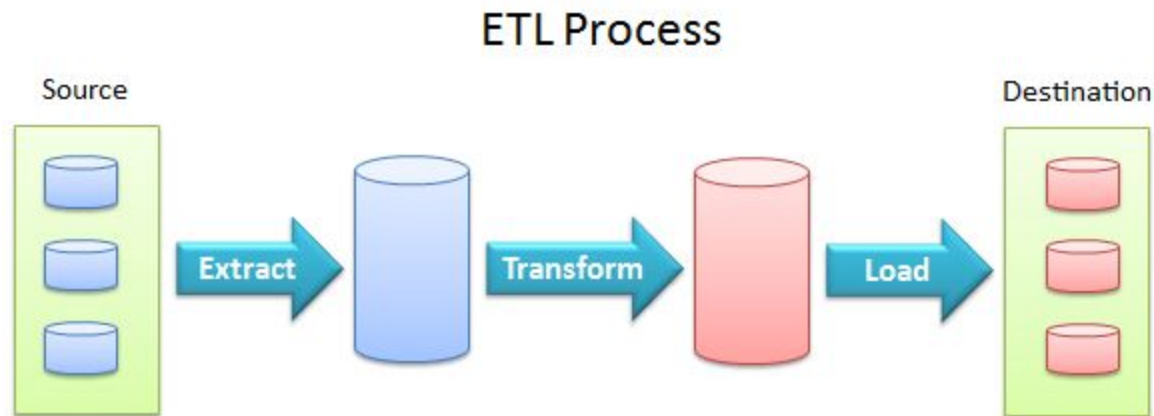 ETL Process
Source
Destination
Extract
Transform
Load